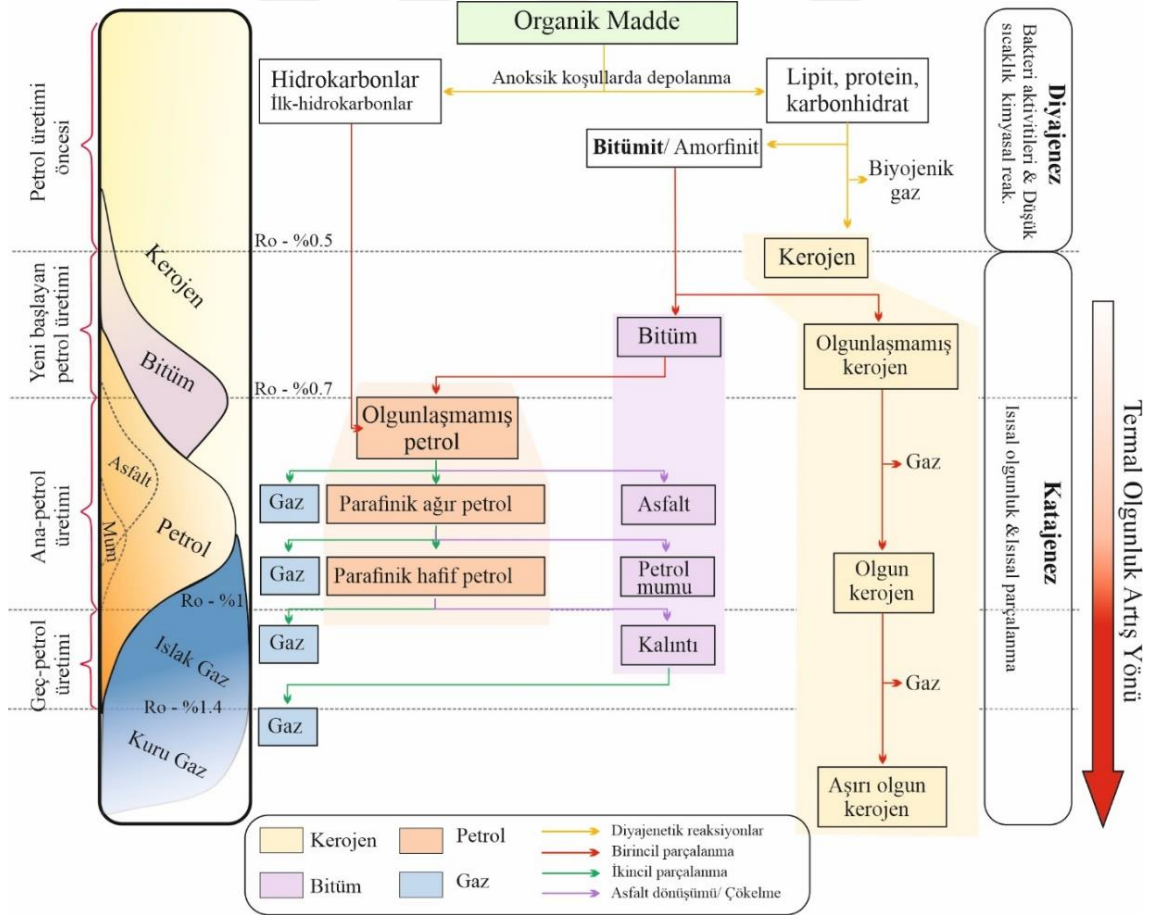 Organik Madde
Anoksik koşullarda depolanma
Hidrokarbonlar
İlk-hidrokarbonlar
Lipit, protein,
karbonhidrat
Bitümit/ Amorfinit
Biyojenik
gaz
Kerojen
Bitüm
Olgunlaşmamış
kerojen
Olgunlaşmamış
petrol
Gaz
Gaz
Parafinik ağır petrol
Asfalt
Gaz
Parafinik hafif petrol
Petrol
mumu
Olgun
kerojen
Gaz
Kalıntı
Gaz
Gaz
Aşırı olgun
kerojen
Petrol üretimi
öncesi
Yeni başlayan
petrol üretimi
Ana-petrol
üretimi
Geç-petrol
üretimi
Kerojen
Bitüm
Asfalt
Mum
Petrol
Ro - %1
Islak Gaz
Ro - %1.4
Kuru Gaz
Ro - %0.5
Ro - %0.7
Diyajenez
Bakteri aktivitileri & Düşük
sıcaklık kimyasal reak.
Katajenez
Isısal olgunluk &Isısal parçalanma
Termal Olgunluk Artış Yönü
Kerojen
Petrol
Bitüm
Gaz
Diyajenetik reaksiyonlar
Birincil parçalanma
İkincil parçalanma
Asfalt dönüşümü/ Çökelme